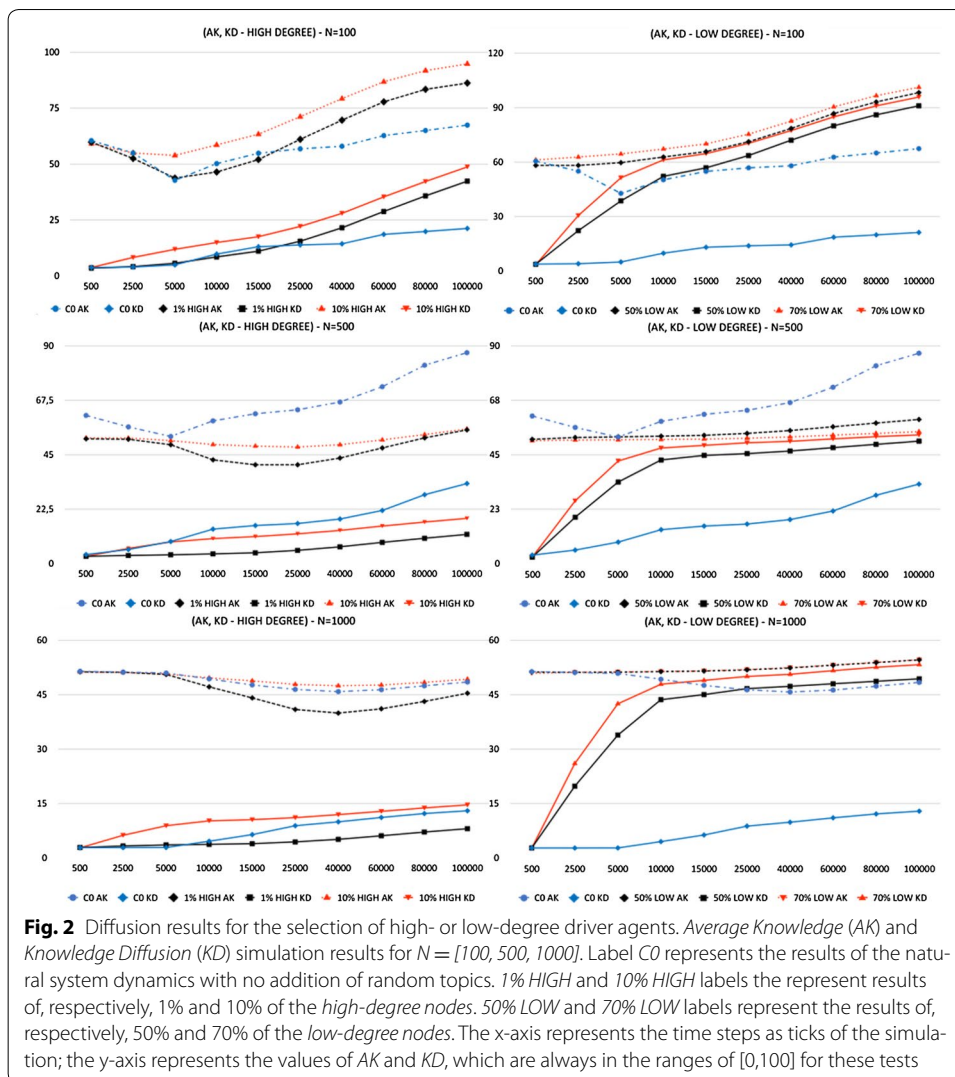 (AK, KD - HIGH DEGREE) - N=100
100
75
50
25
0
500 2500 5000 10000 15000 25000 40000 60000 80000 100000
C0 AK C0 KD 1% HIGH AK 1% HIGH KD 10% HIGH AK 10% HIGH KD
(AK, KD - LOW DEGREE) - N=100
120
90
60
30
0
500 2500 5000 10000 15000 25000 40000 60000 80000 100000
C0 AK C0 KD 50% LOW AK 50% LOW KD 70% LOW AK 70% LOW KD
(AK, KD - HIGH DEGREE) - N=500
90
67,5
45
22,5
0
500 2500 5000 10000 15000 25000 40000 60000 80000 100000
C0 AK C0 KD 1% HIGH AK 1% HIGH KD 10% HIGH AK 10% HIGH KD
(AK, KD - LOW DEGREE) - N=500
90
68
45
23
0
500 2500 5000 10000 15000 25000 40000 60000 80000 100000
C0 AK C0 KD 50% LOW AK 50% LOW KD 70% LOW AK 70% LOW KD
(AK, KD - HIGH DEGREE) - N=1000
60
45
30
15
0
500 2500 5000 10000 15000 25000 40000 60000 80000 100000
C0 AK C0 KD 1% HIGH AK 1% HIGH KD 10% HIGH AK 10% HIGH KD
(AK, KD - LOW DEGREE) - N=1000
60
45
30
15
0
500 2500 5000 10000 15000 25000 40000 60000 80000 100000
C0 AK C0 KD 50% LOW AK 50% LOW KD 70% LOW AK 70% LOW KD
Fig. 2 Diffusion results for the selection of high- or low-degree driver agents. Average Knowledge (AK) and
Knowledge Diffusion (KD) simulation results for N = [100, 500, 1000]. Label C0 represents the results of the natu-
ral system dynamics with no addition of random topics. 1% HIGH and 10% HIGH labels the represent results
of, respectively, 1% and 10% of the high-degree nodes. 50% LOW and 70% LOW labels represent the results of,
respectively, 50% and 70% of the low-degree nodes. The x-axis represents the time steps as ticks of the simula-
tion; the y-axis represents the values of AK and KD, which are always in the ranges of [0,100] for these tests